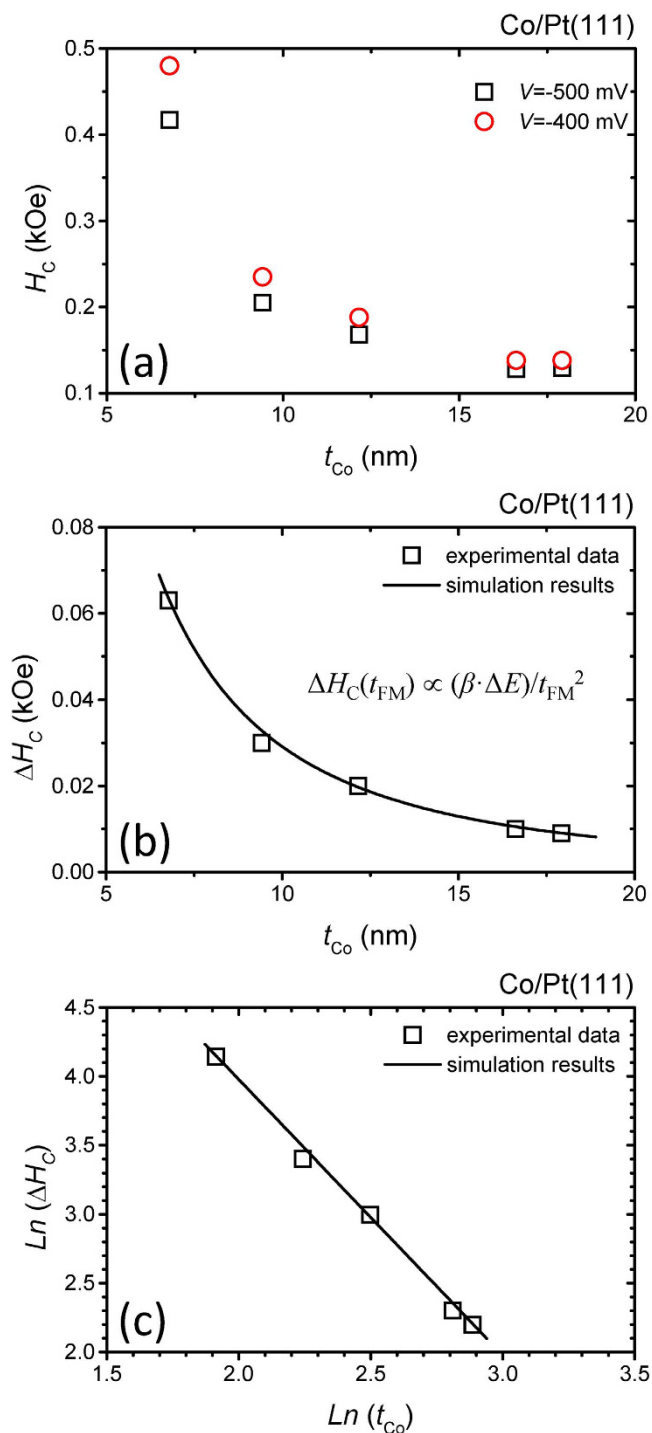 Co/Pt(111)
0.5
0.4
0.3
0.2
0.1
H_C (kOe)
V=-500 mV
V=-400 mV
(a)
5 10 15 20
t_Co (nm)
Co/Pt(111)
0.08
0.06
0.04
0.02
0.00
ΔH_C (kOe)
experimental data
simulation results
ΔH_C(t_FM) ∝ (β·ΔE)/t_FM²
(b)
5 10 15 20
t_Co (nm)
Co/Pt(111)
4.5
4.0
3.5
3.0
2.5
2.0
Ln (ΔH_C)
experimental data
simulation results
(c)
1.5 2.0 2.5 3.0 3.5
Ln (t_Co)